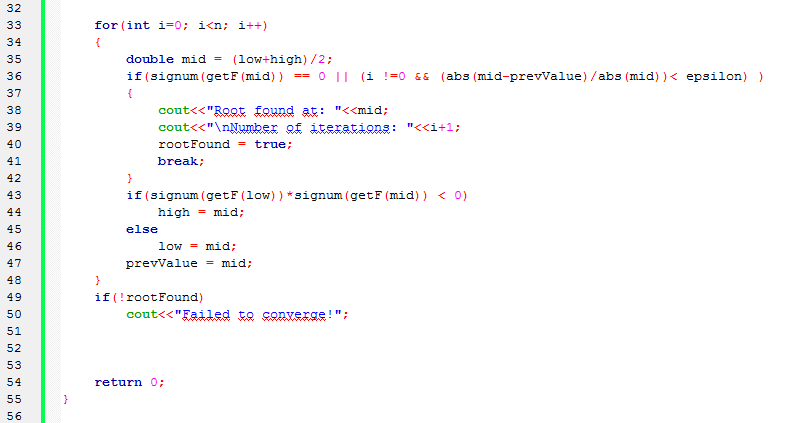 32
33 for(int i=0; i<n; i++)
34 {
35 double mid = (low+high)/2;
36 if(signum(getF(mid)) == 0 || (i !=0 && (abs(mid-prevValue)/abs(mid))< epsilon) )
37 {
38 cout<<"Root found at: "<<mid;
39 cout<<"\nNumber of iterations: "<<i+1;
40 rootFound = true;
41 break;
42 }
43 if(signum(getF(low))*signum(getF(mid)) < 0)
44 high = mid;
45 else
46 low = mid;
47 prevValue = mid;
48 }
49 if(!rootFound)
50 cout<<"Failed to converge!";
51
52
53
54 return 0;
55 }
56